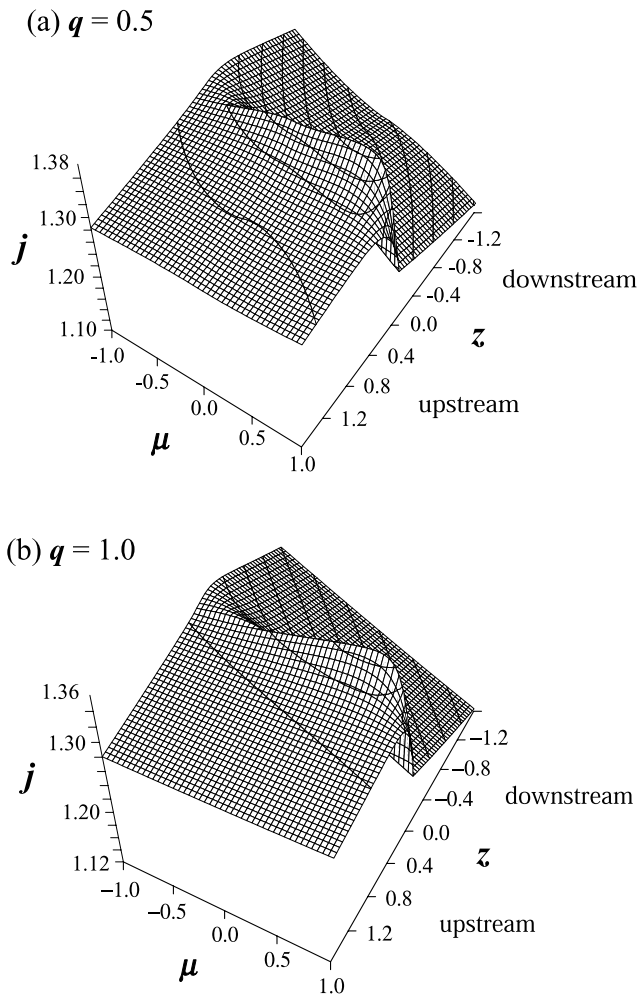 (a) q = 0.5
1.38
1.30
j
1.20
1.10
-1.0
-0.5
0.0
0.5
1.0
μ
-1.2
-0.8
-0.4
0.0
0.4
0.8
1.2
z
downstream
upstream
(b) q = 1.0
1.36
1.30
j
1.20
1.12
−1.0
−0.5
0.0
0.5
1.0
μ
−1.2
−0.8
−0.4
0.0
0.4
0.8
1.2
z
downstream
upstream